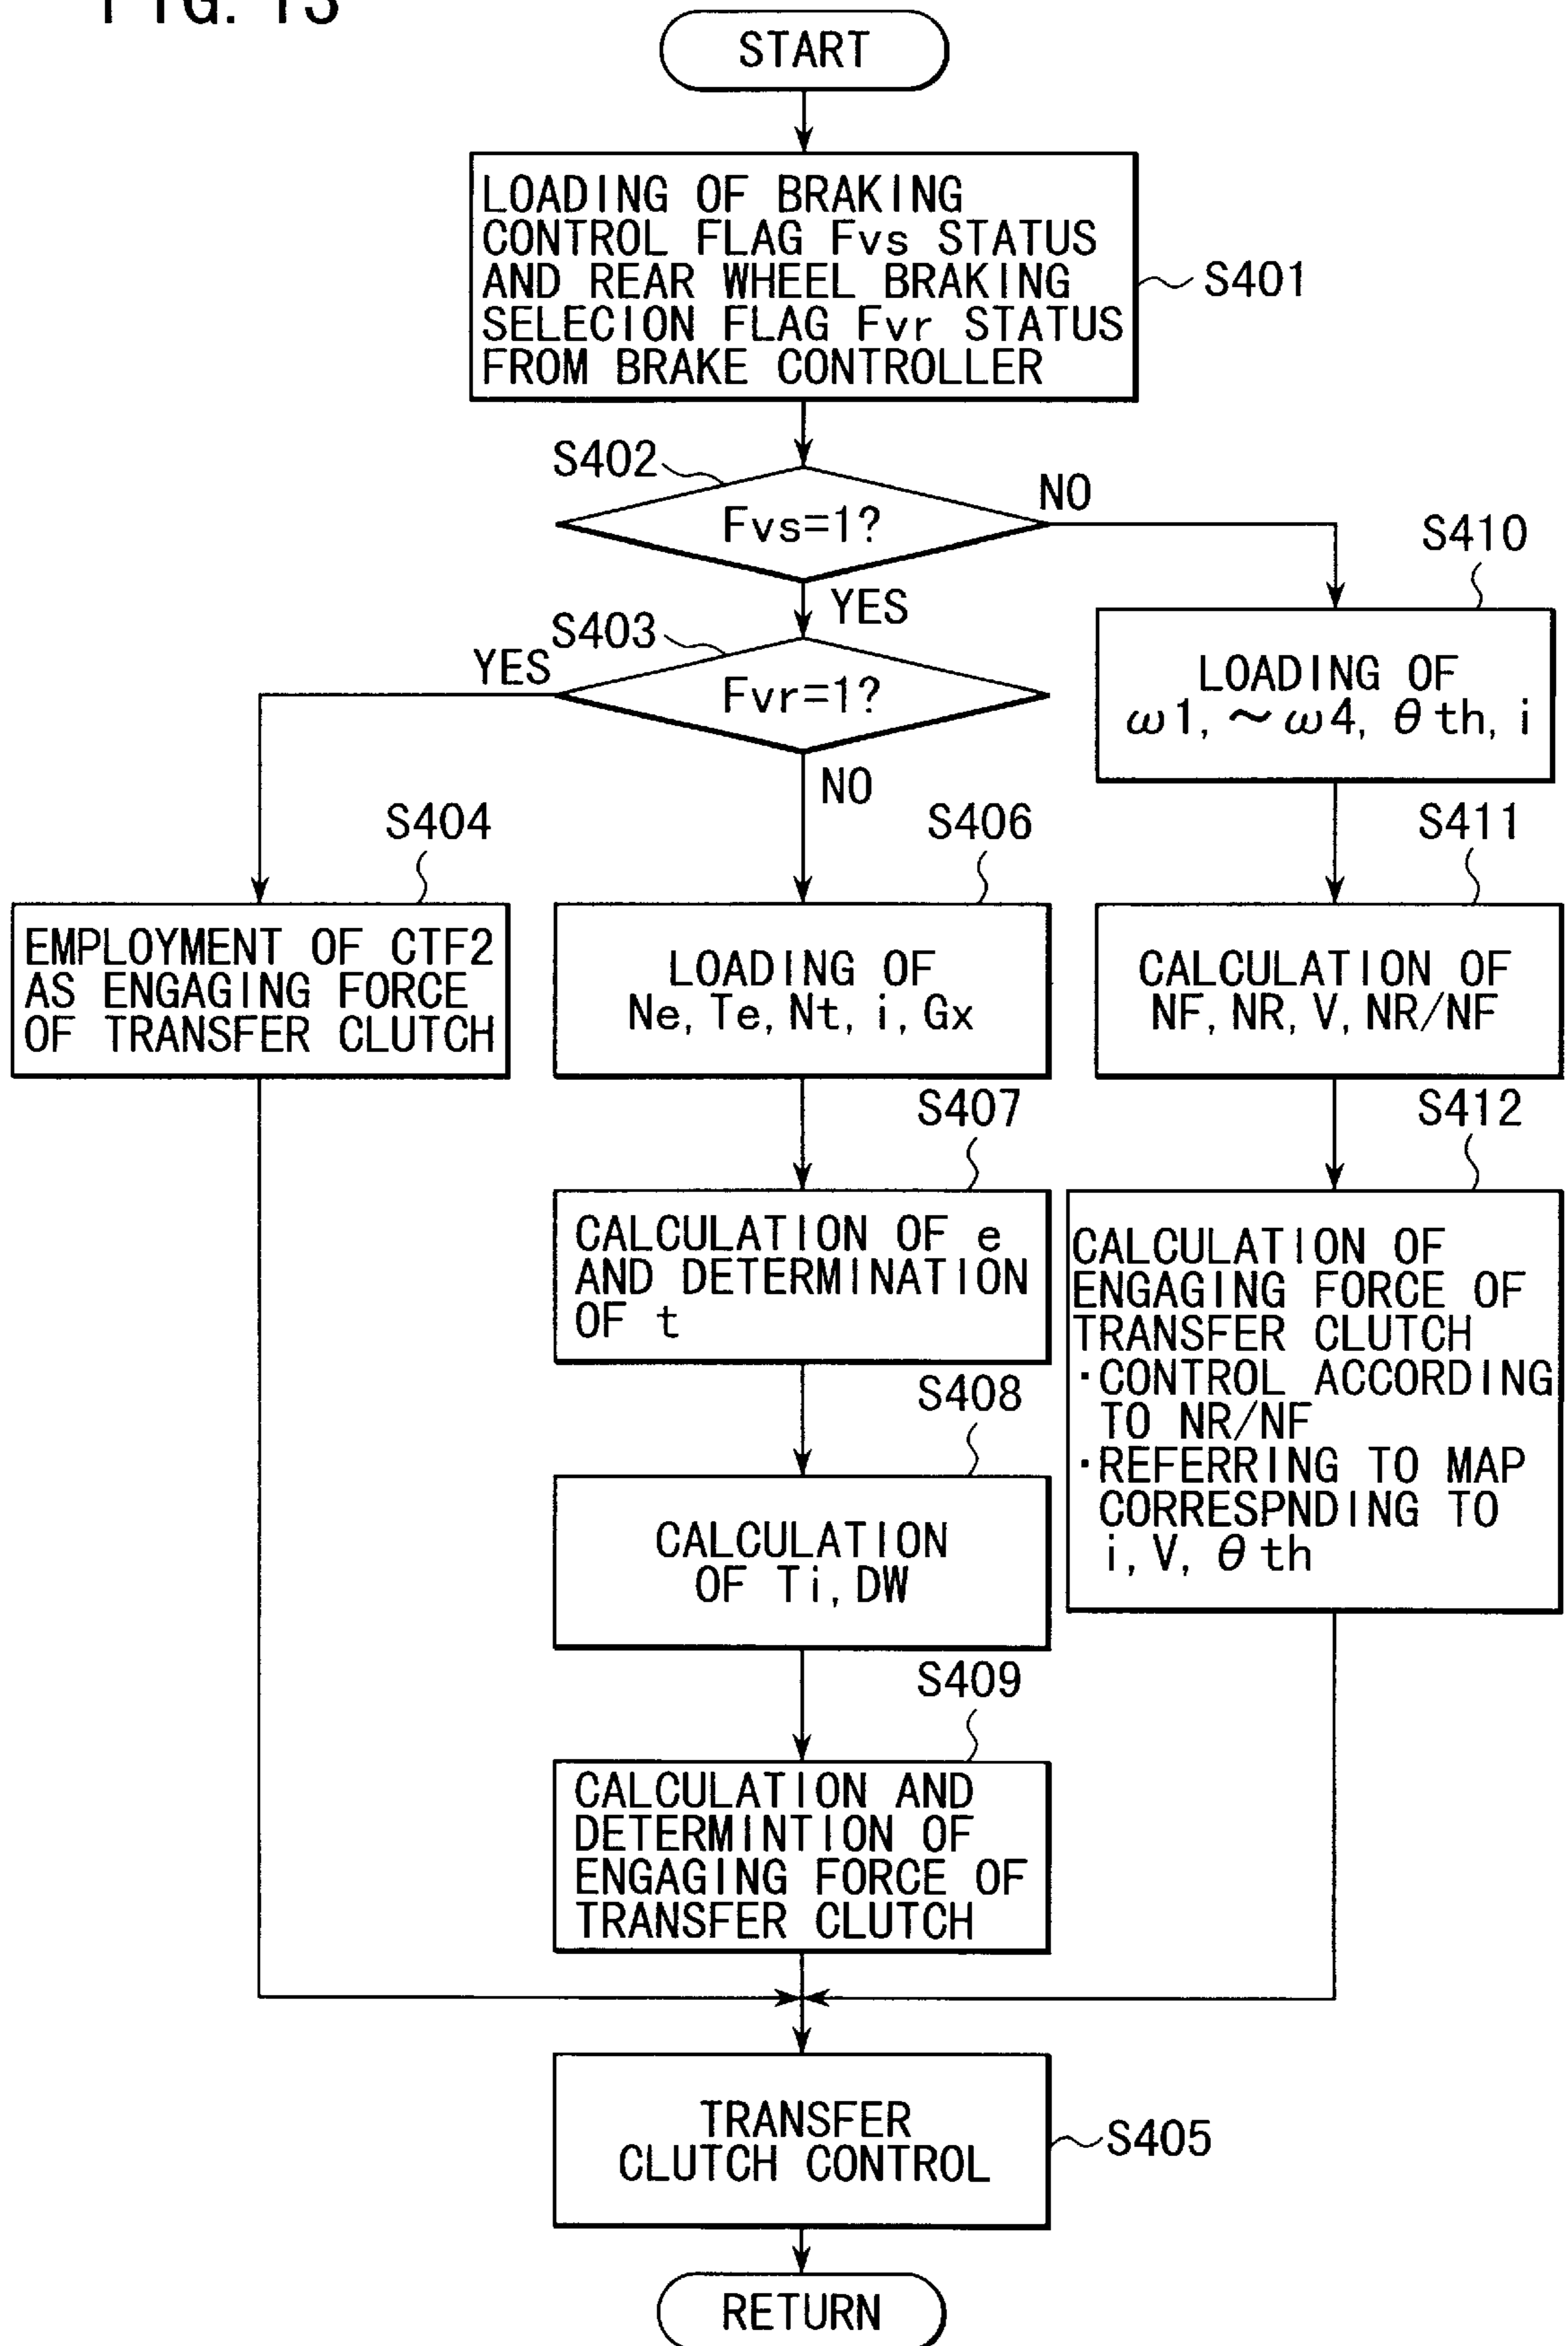 FIG. 13
START
LOADING OF BRAKING
CONTROL FLAG Fvs STATUS
AND REAR WHEEL BRAKING
SELECION FLAG Fvr STATUS
FROM BRAKE CONTROLLER
S401
S402
Fvs=1?
NO
YES
S410
LOADING OF
ω1, ~ω4, θth, i
S403
YES
Fvr=1?
NO
S404
EMPLOYMENT OF CTF2
AS ENGAGING FORCE
OF TRANSFER CLUTCH
S406
LOADING OF
Ne, Te, Nt, i, Gx
S411
CALCULATION OF
NF, NR, V, NR/NF
S407
CALCULATION OF e
AND DETERMINATION
OF t
S412
CALCULATION OF
ENGAGING FORCE OF
TRANSFER CLUTCH
·CONTROL ACCORDING
TO NR/NF
·REFERRING TO MAP
CORRESPNDING TO
i, V, θth
S408
CALCULATION
OF Ti, DW
S409
CALCULATION AND
DETERMINTION OF
ENGAGING FORCE OF
TRANSFER CLUTCH
TRANSFER
CLUTCH CONTROL
S405
RETURN